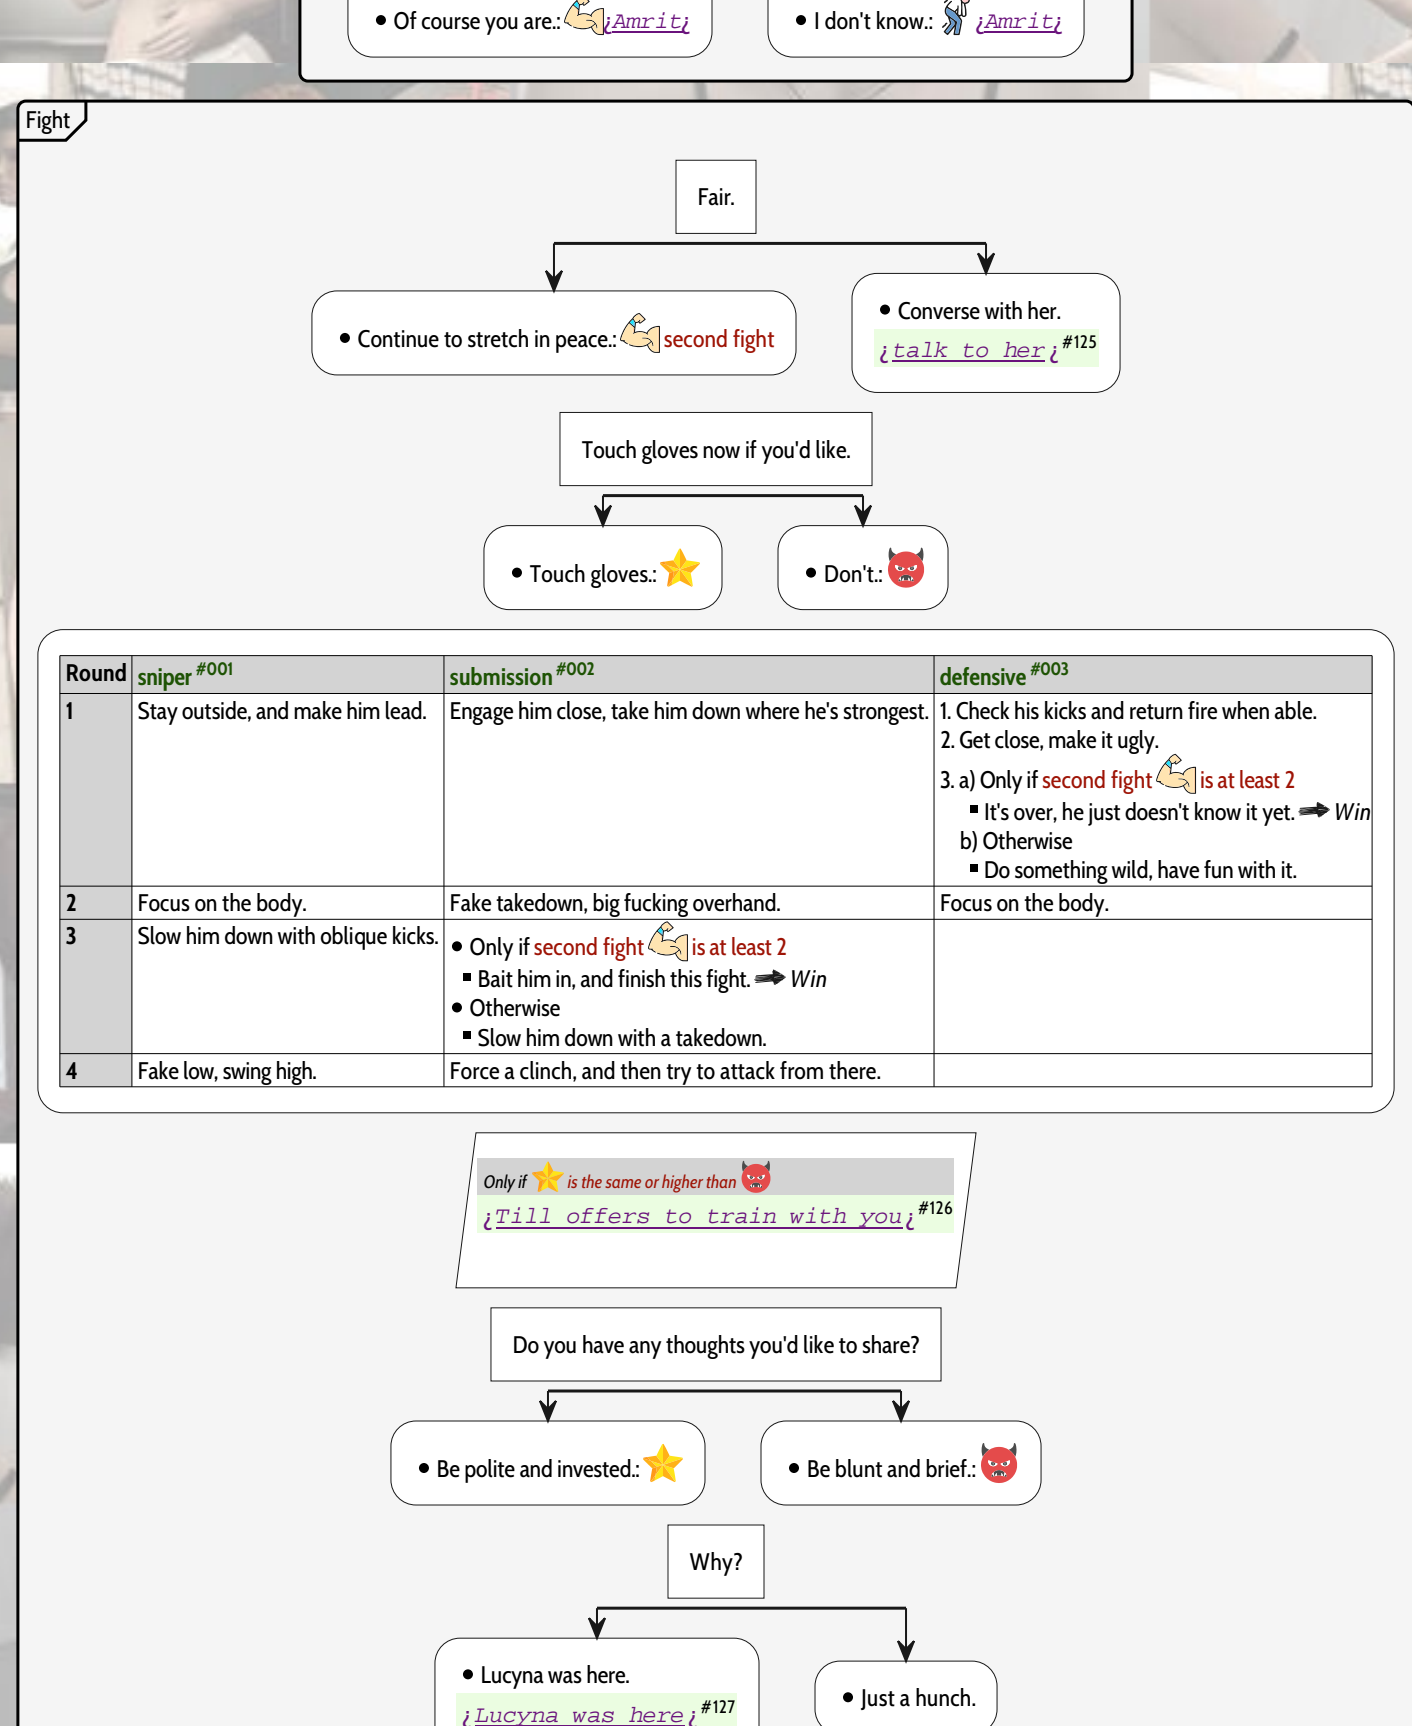 • Of course you are.: ¿Amrit¿
• I don't know.: ¿Amrit¿
Fight
Fair.
• Continue to stretch in peace.: second fight
• Converse with her.
¿talk to her¿ #125
Touch gloves now if you'd like.
• Touch gloves.:
• Don't.:
Round sniper #001 submission #002 defensive #003
1 Stay outside, and make him lead. Engage him close, take him down where he's strongest. 1. Check his kicks and return fire when able.
2. Get close, make it ugly.
3. a) Only if second fight is at least 2
▪ It's over, he just doesn't know it yet. Win
b) Otherwise
▪ Do something wild, have fun with it.
2 Focus on the body. Fake takedown, big fucking overhand. Focus on the body.
3 Slow him down with oblique kicks. • Only if second fight is at least 2
▪ Bait him in, and finish this fight. Win
• Otherwise
▪ Slow him down with a takedown.
4 Fake low, swing high. Force a clinch, and then try to attack from there.
Only if is the same or higher than
¿Till offers to train with you¿ #126
Do you have any thoughts you'd like to share?
• Be polite and invested.:
• Be blunt and brief.:
Why?
• Lucyna was here.
¿Lucyna was here¿ #127
• Just a hunch.